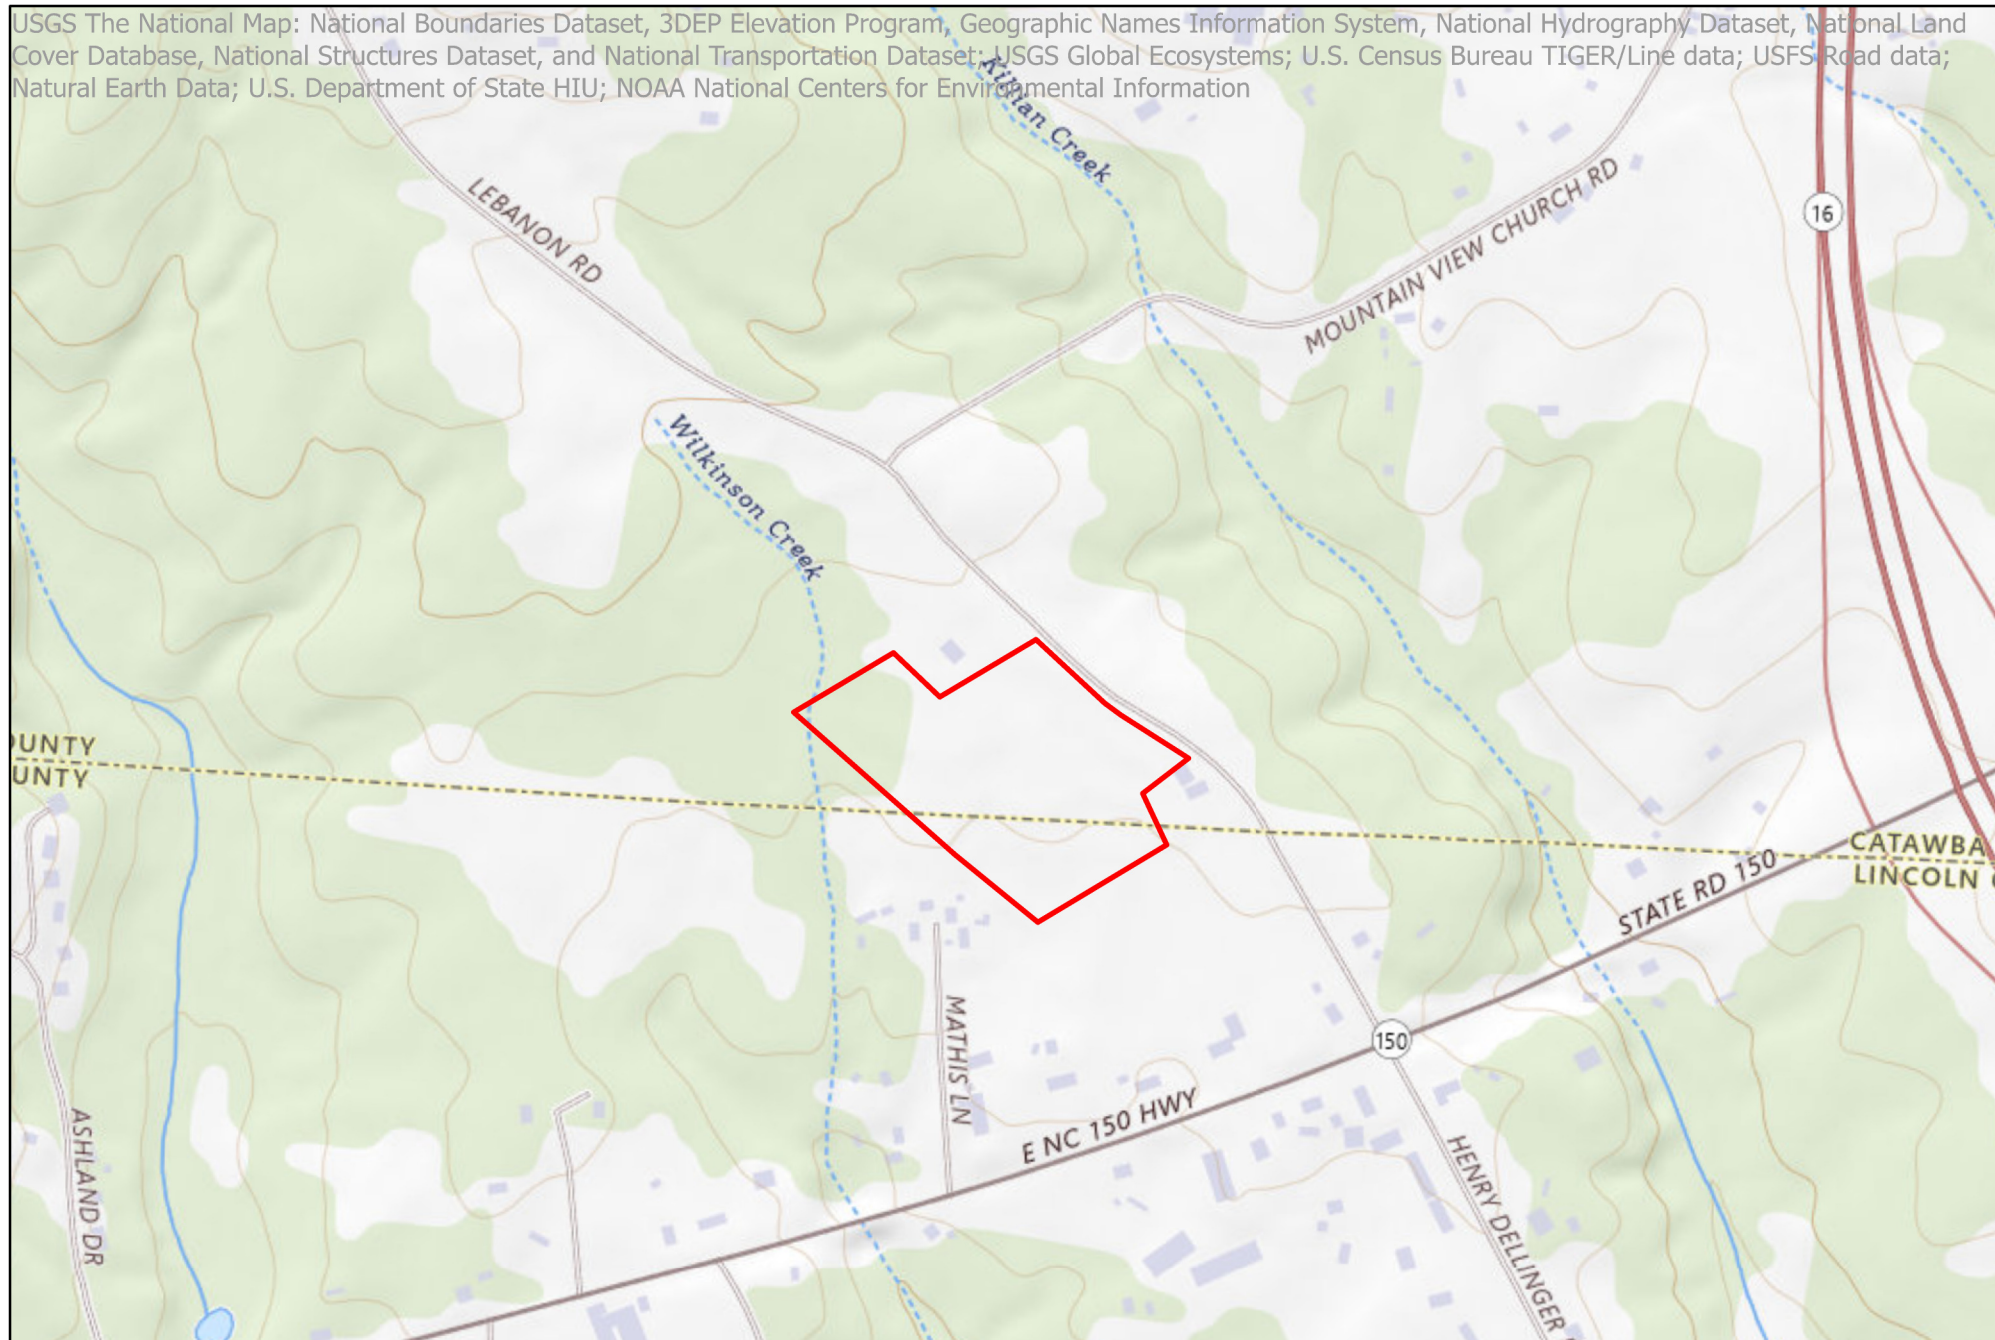 USGS The National Map: National Boundaries Dataset, 3DEP Elevation Program, Geographic Names Information System, National Hydrography Dataset, National Land
Cover Database, National Structures Dataset, and National Transportation Dataset; USGS Global Ecosystems; U.S. Census Bureau TIGER/Line data; USFS Road data;
Natural Earth Data; U.S. Department of State HIU; NOAA National Centers for Environmental Information
Killian Creek
LEBANON RD
MOUNTAIN VIEW CHURCH RD
16
Wilkinson Creek
OUNTY
UNTY
CATAWBA
LINCOLN
STATE RD 150
MATHIS LN
150
E NC 150 HWY
ASHLAND DR
HENRY DELLINGER